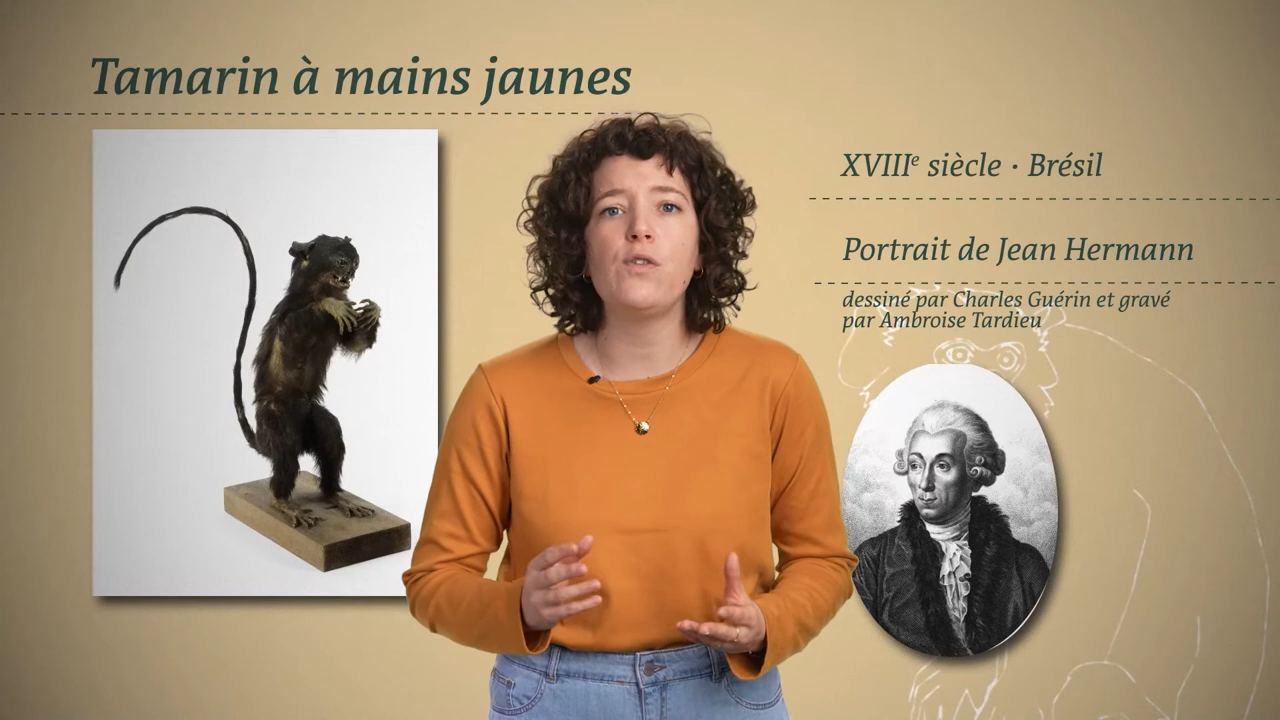 Tamarin à mains jaunes
XVIIIe siècle · Brésil
Portrait de Jean Hermann
dessiné par Charles Guérin et gravé
par Ambroise Tardieu